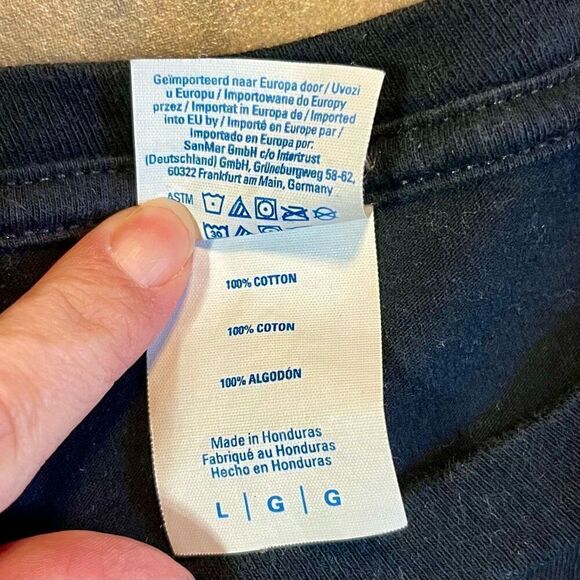 Geïmporteerd naar Europa door / Uvozi
u Europu / Importowane do Europy
przez / Importat in Europa de / Imported
into EU by / Importé en Europe par /
Importado en Europa por:
SanMar GmbH c/o Intertrust
(Deutschland) GmbH, Grüneburgweg 58-62,
60322 Frankfurt am Main, Germany
ASTM
30
100% COTTON
100% COTON
100% ALGODÓN
Made in Honduras
Fabriqué au Honduras
Hecho en Honduras
L | G | G